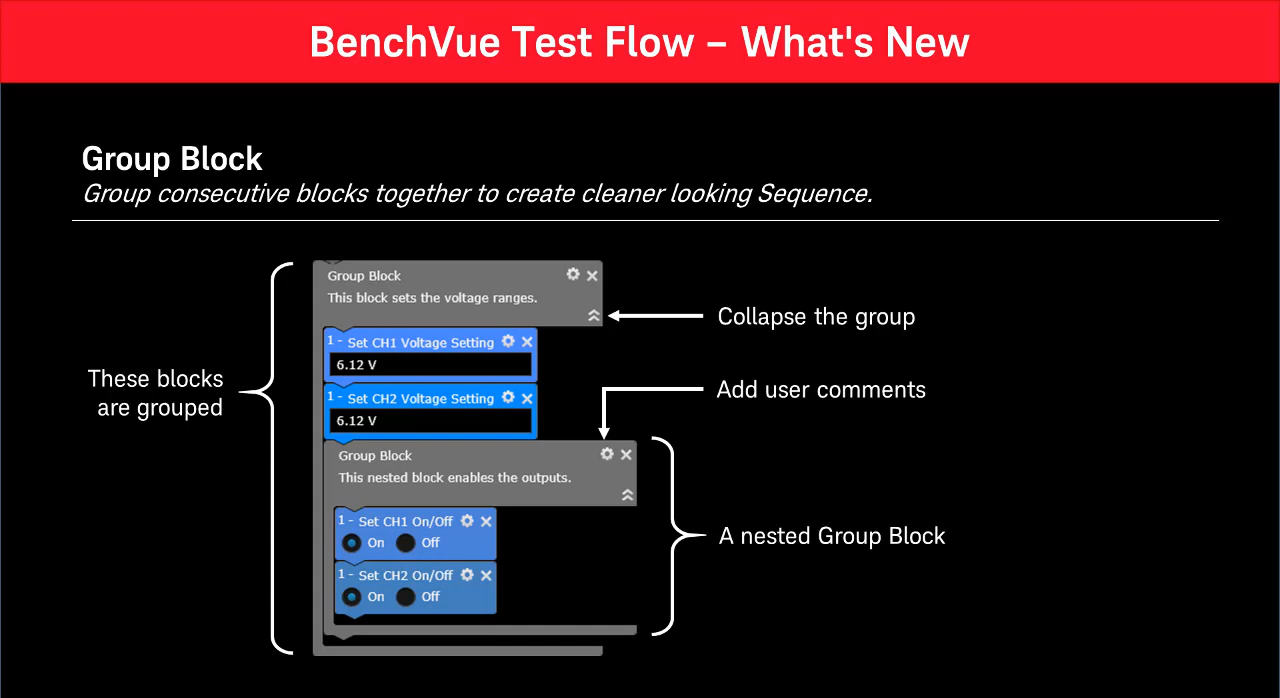 BenchVue Test Flow – What's New
Group Block
Group consecutive blocks together to create cleaner looking Sequence.
These blocks
are grouped
Group Block
This block sets the voltage ranges.
1 - Set CH1 Voltage Setting
6.12 V
1 - Set CH2 Voltage Setting
6.12 V
Group Block
This nested block enables the outputs.
1 - Set CH1 On/Off
On Off
1 - Set CH2 On/Off
On Off
Collapse the group
Add user comments
A nested Group Block